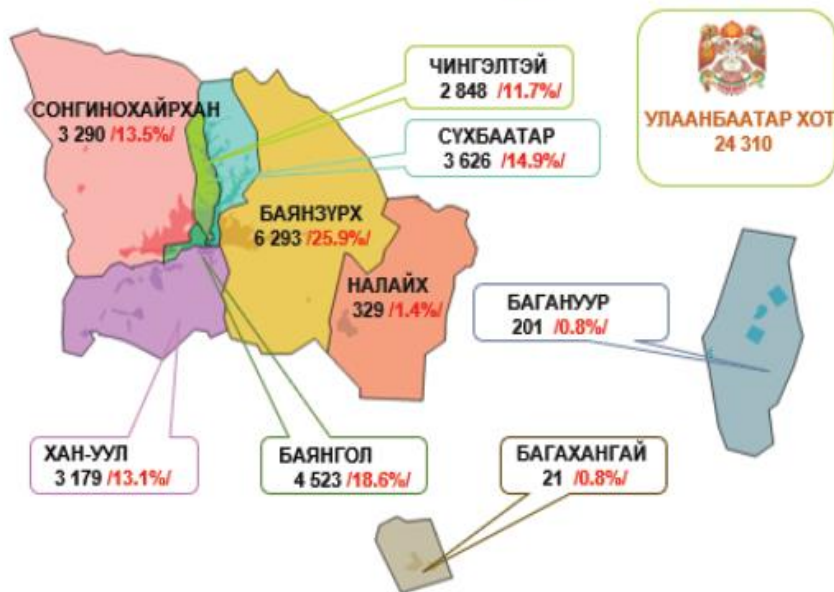 ЧИНГЭЛТЭЙ
2 848 /11.7%/
УЛААНБААТАР ХОТ
24 310
СОНГИНОХАЙРХАН
3 290 /13.5%/
СҮХБААТАР
3 626 /14.9%/
БАЯНЗҮРХ
6 293 /25.9%/
НАЛАЙХ
329 /1.4%/
БАГАНУУР
201 /0.8%/
ХАН-УУЛ
3 179 /13.1%/
БАЯНГОЛ
4 523 /18.6%/
БАГАХАНГАЙ
21 /0.8%/